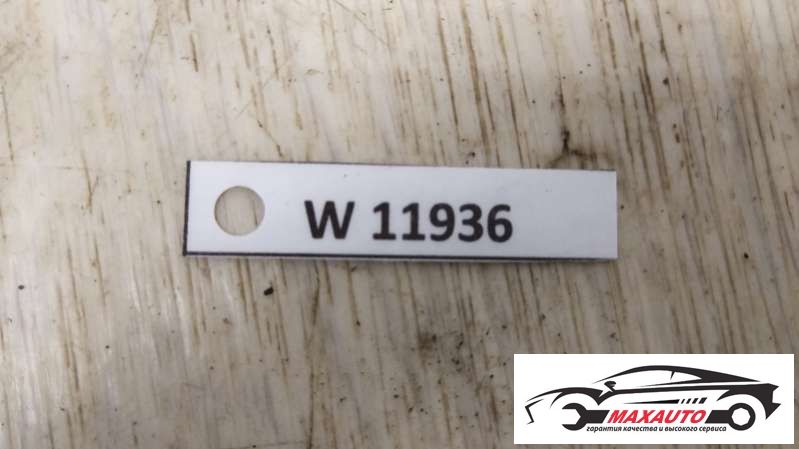 W 11936
MAXAUTO
гарантия качества и высокого сервиса